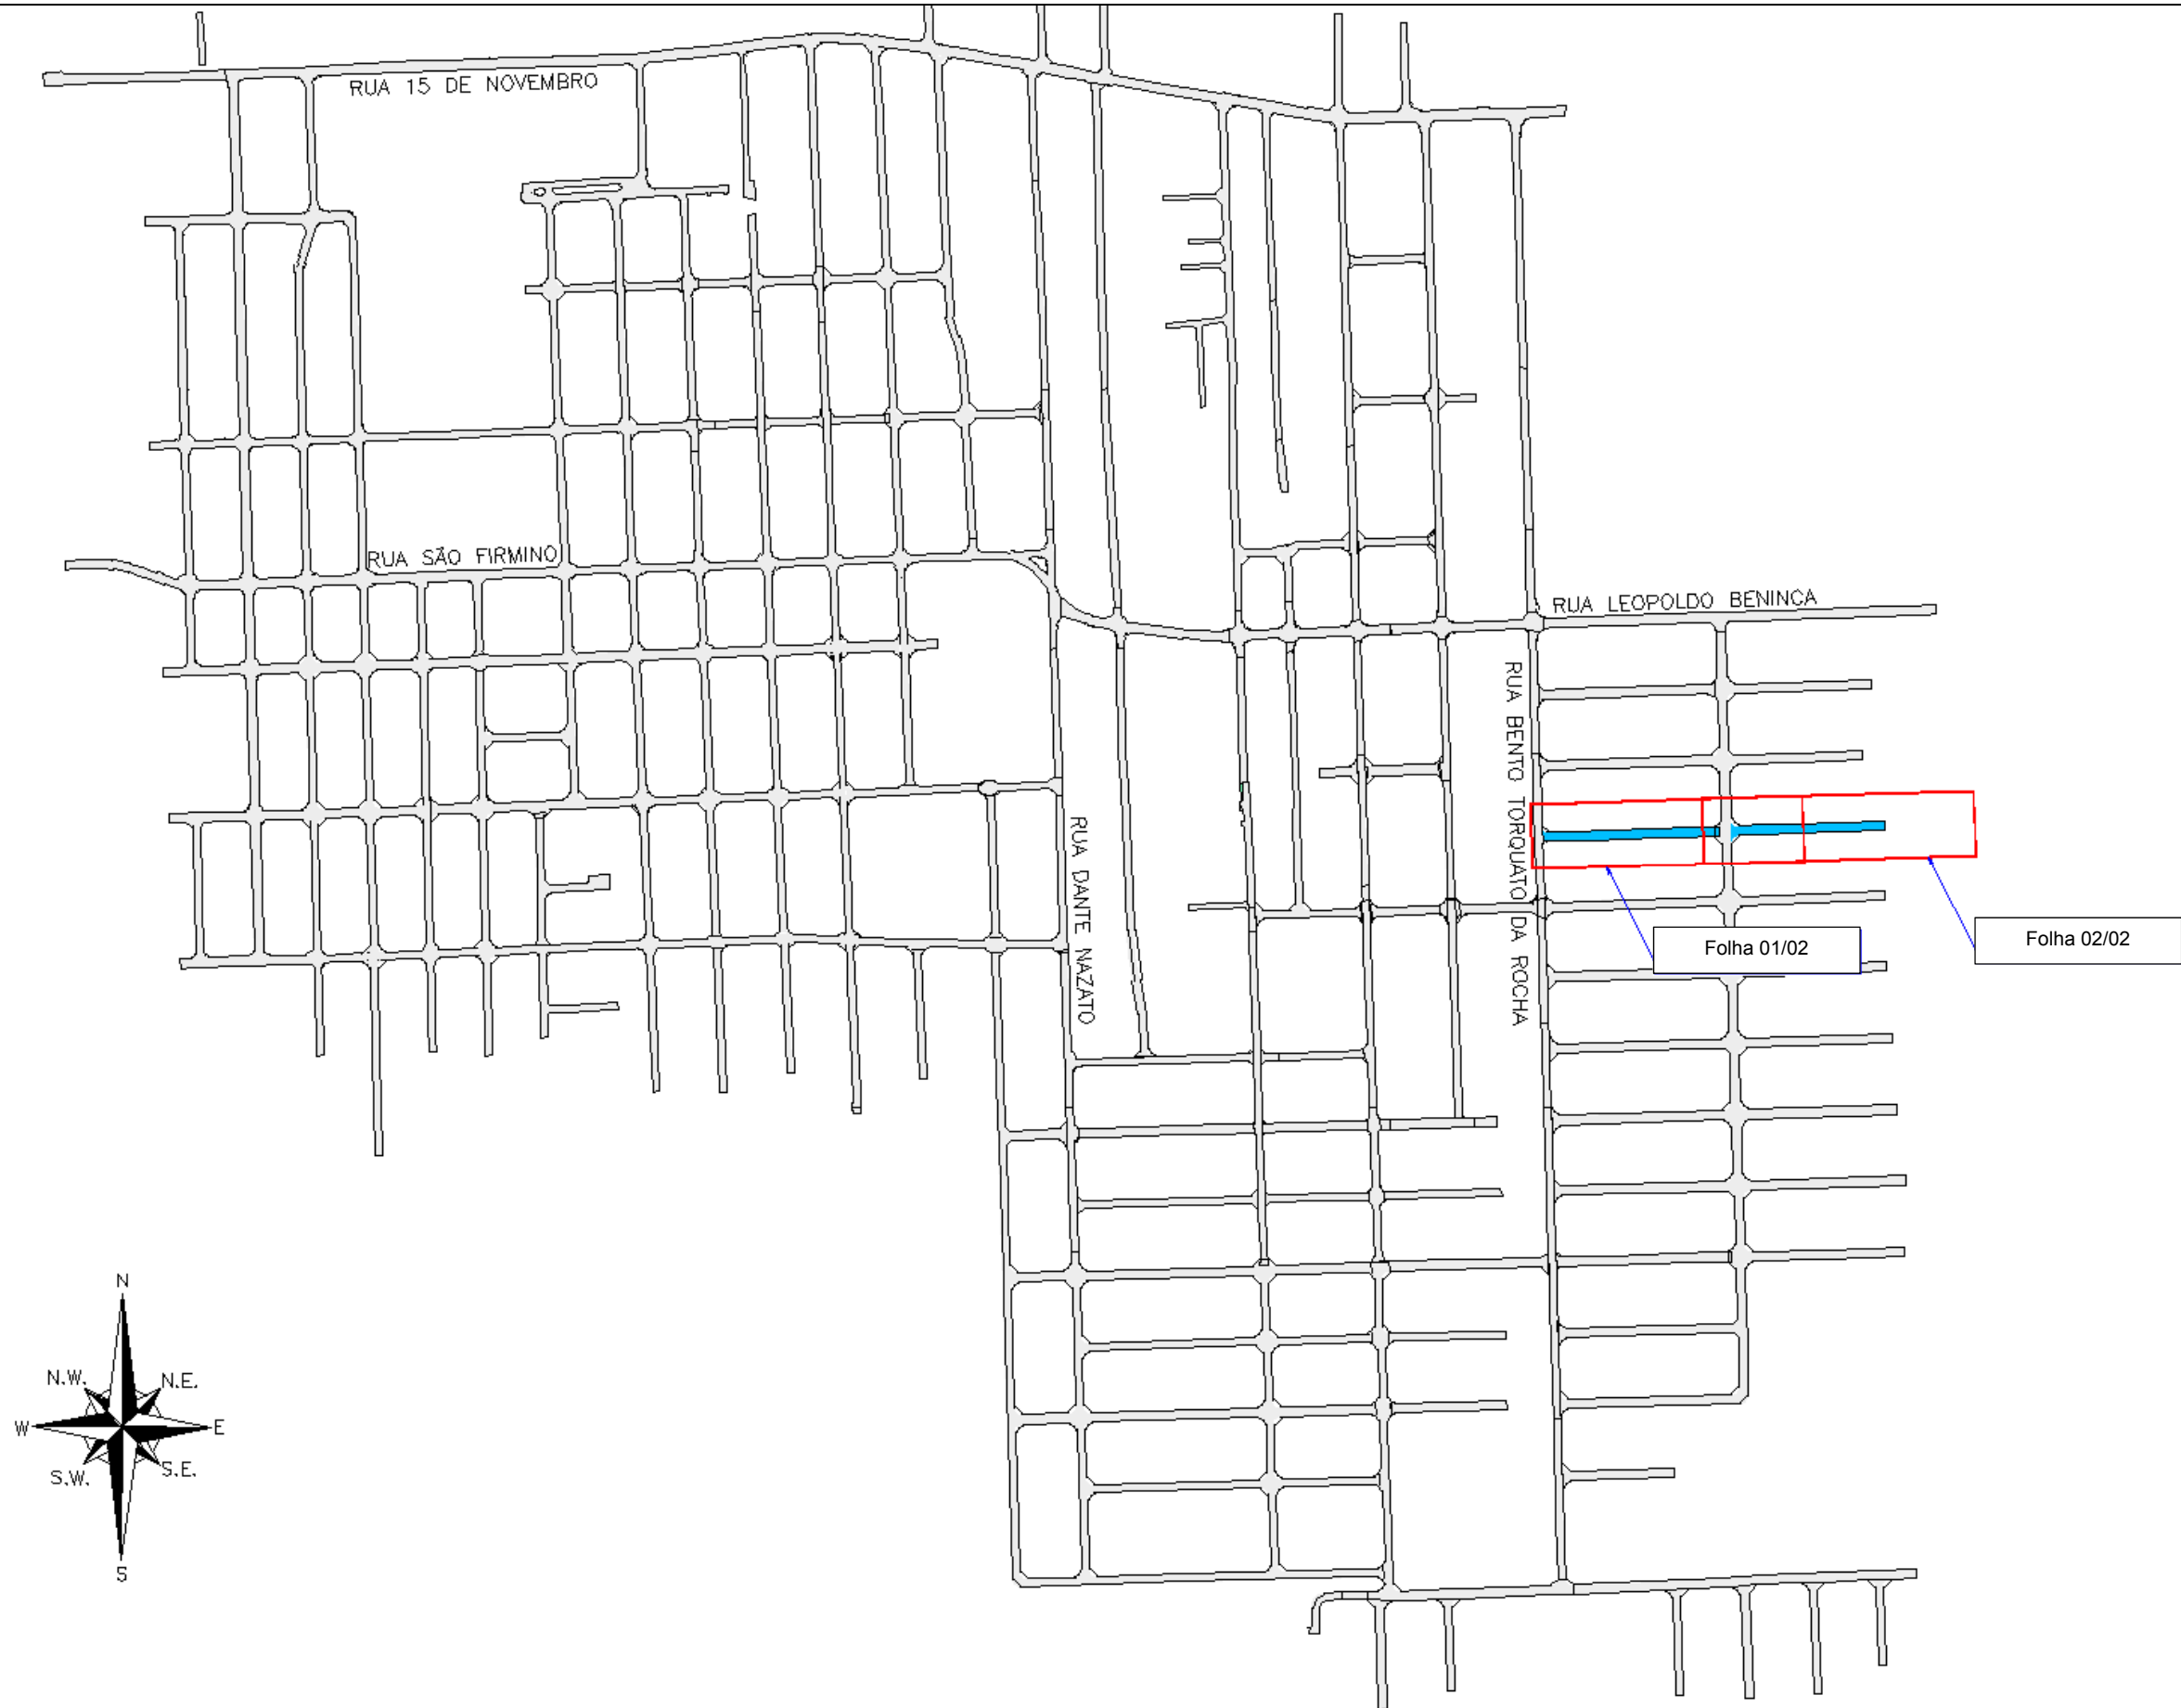 RUA 15 DE NOVEMBRO
RUA SÃO FIRMINO
RUA LEOPOLDO BENINCA
RUA BENTO TORQUATO DA ROCHA
RUA DANTE NAZATO
Folha 01/02
Folha 02/02
N
N.W.
N.E.
W
E
S.W.
S.E.
S